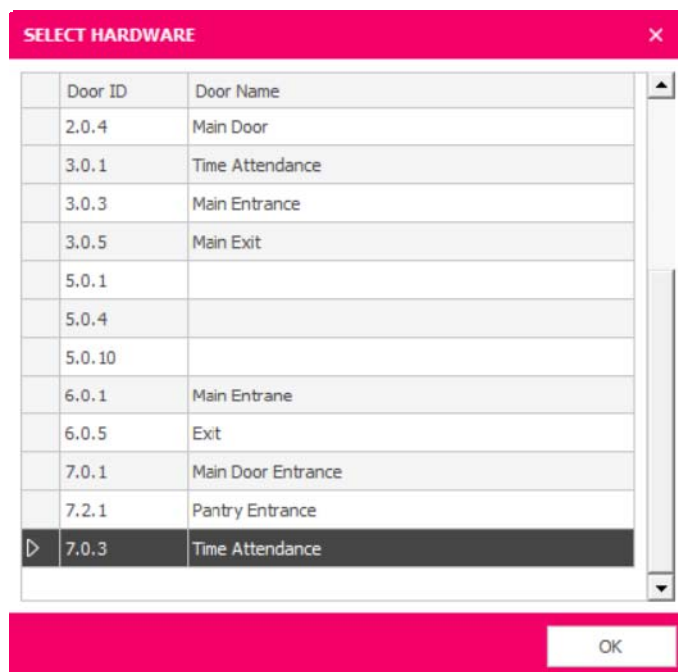 SELECT HARDWARE
Door ID Door Name
2.0.4 Main Door
3.0.1 Time Attendance
3.0.3 Main Entrance
3.0.5 Main Exit
5.0.1
5.0.4
5.0.10
6.0.1 Main Entrane
6.0.5 Exit
7.0.1 Main Door Entrance
7.2.1 Pantry Entrance
7.0.3 Time Attendance
OK